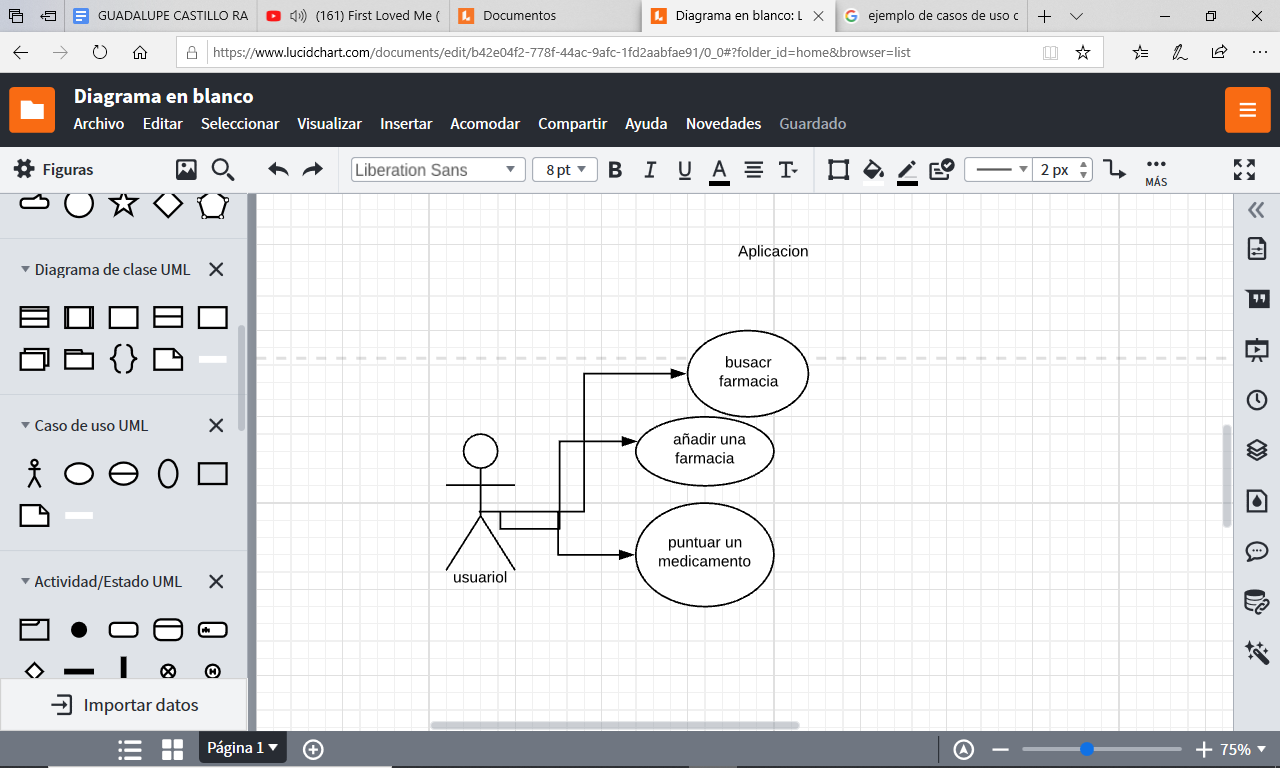 GUADALUPE CASTILLO RA
(161) First Loved Me (
Documentos
Diagrama en blanco: L
ejemplo de casos de uso c
https://www.lucidchart.com/documents/edit/b42e04f2-778f-44ac-9afc-1fd2aabfae91/0_0#?folder_id=home&browser=list
Diagrama en blanco
Archivo Editar Seleccionar Visualizar Insertar Acomodar Compartir Ayuda Novedades Guardado
Figuras
Liberation Sans
8 pt
B I U A T
2 px
MÁS
Diagrama de clase UML
Caso de uso UML
Actividad/Estado UML
Importar datos
Aplicacion
busacr
farmacia
añadir una
farmacia
puntuar un
medicamento
usuariol
Página 1
75%